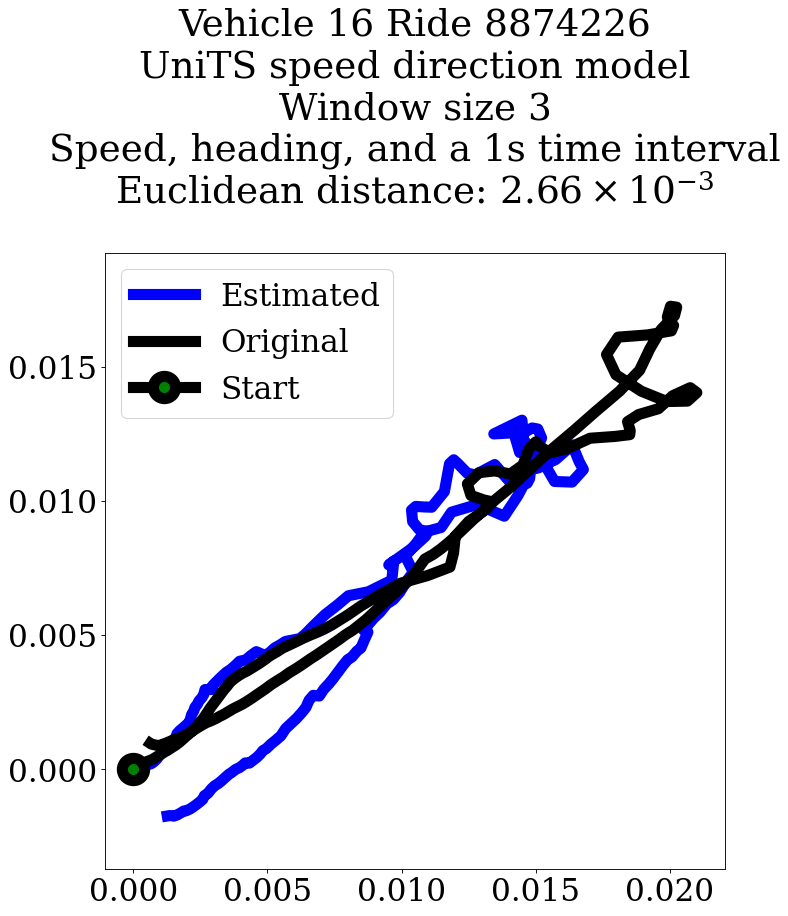 Vehicle 16 Ride 8874226
UniTS speed direction model
Window size 3
Speed, heading, and a 1s time interval
Euclidean distance: 2.66 × 10⁻³
Estimated
Original
Start
0.015
0.010
0.005
0.000
0.000 0.005 0.010 0.015 0.020